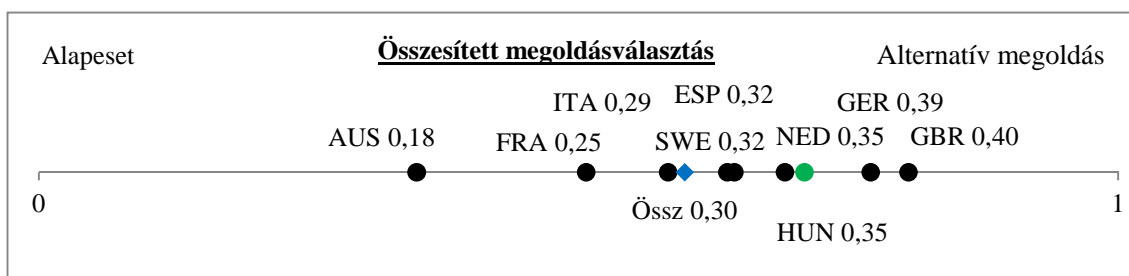 Alapeset
Összesített megoldásválasztás
Alternatív megoldás
ITA 0,29
ESP 0,32
GER 0,39
AUS 0,18
FRA 0,25
SWE 0,32
NED 0,35
GBR 0,40
0
1
Össz 0,30
HUN 0,35